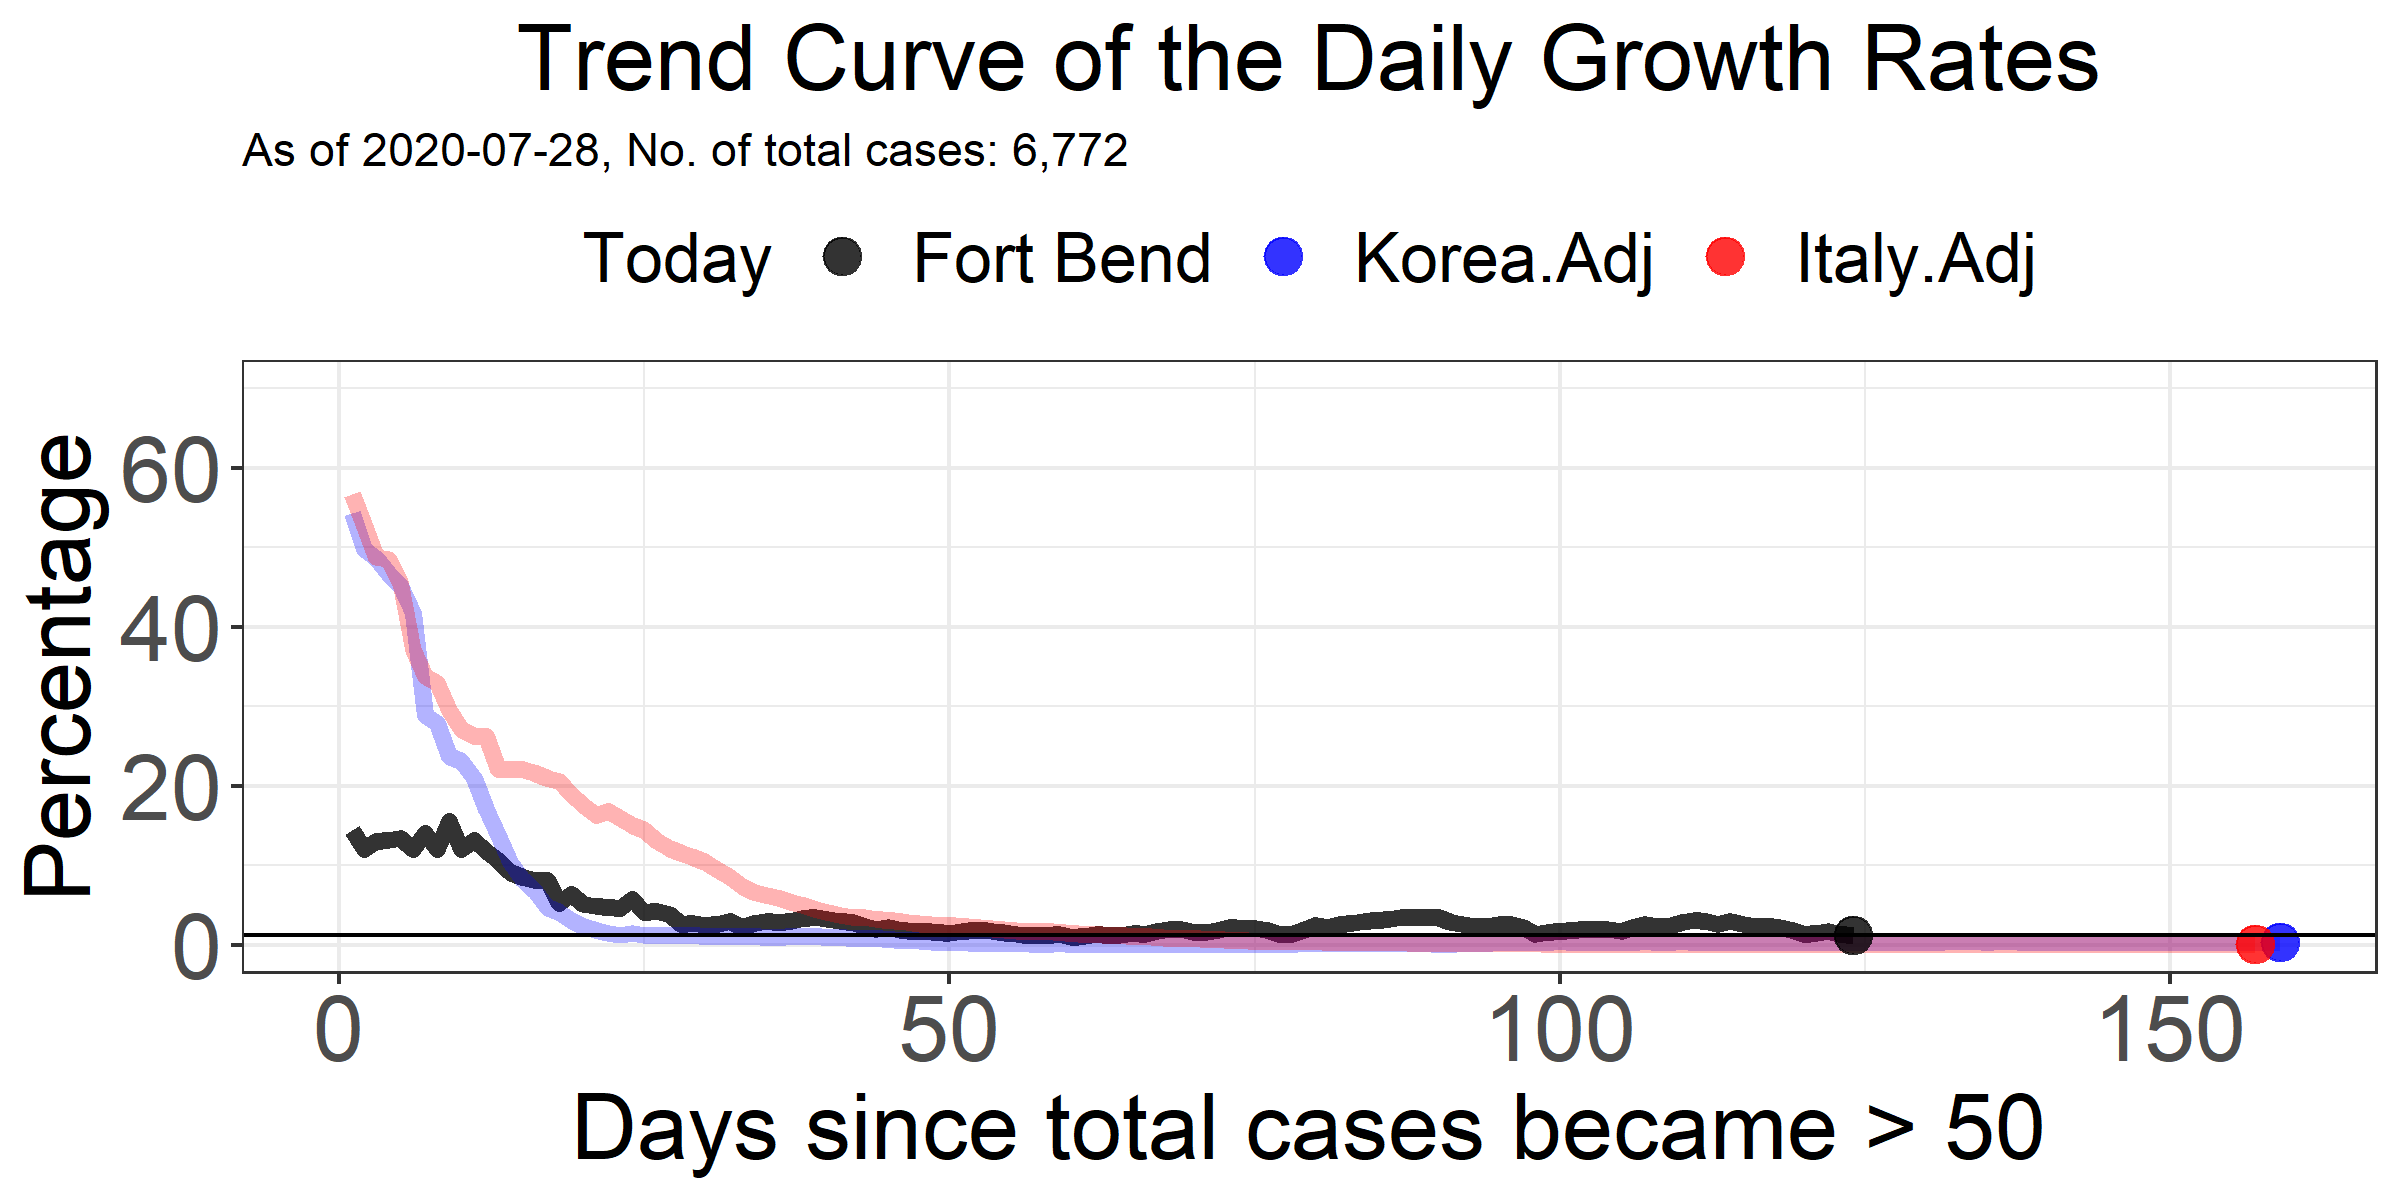 Trend Curve of the Daily Growth Rates
As of 2020-07-28, No. of total cases: 6,772
Today Fort Bend Korea.Adj Italy.Adj
Percentage
60
40
20
0
0 50 100 150
Days since total cases became > 50